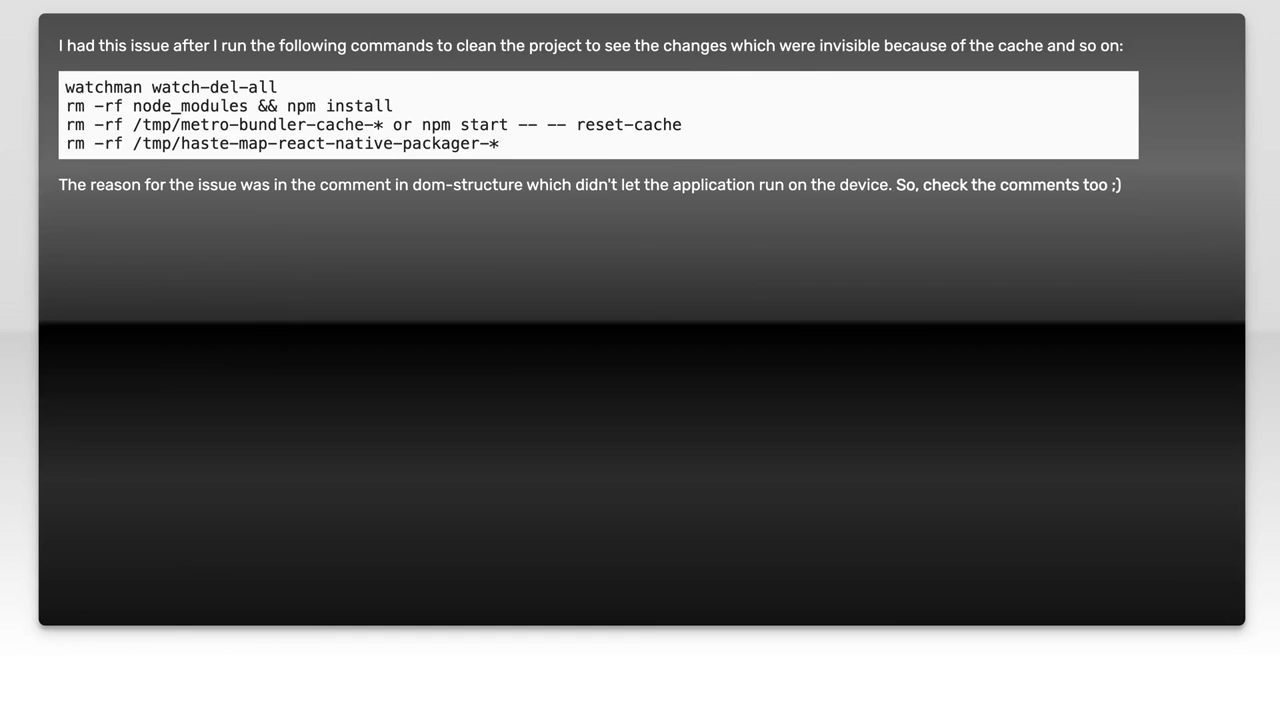 I had this issue after I run the following commands to clean the project to see the changes which were invisible because of the cache and so on:
watchman watch-del-all
rm -rf node_modules && npm install
rm -rf /tmp/metro-bundler-cache-* or npm start -- -- reset-cache
rm -rf /tmp/haste-map-react-native-packager-*
The reason for the issue was in the comment in dom-structure which didn't let the application run on the device. So, check the comments too ;)